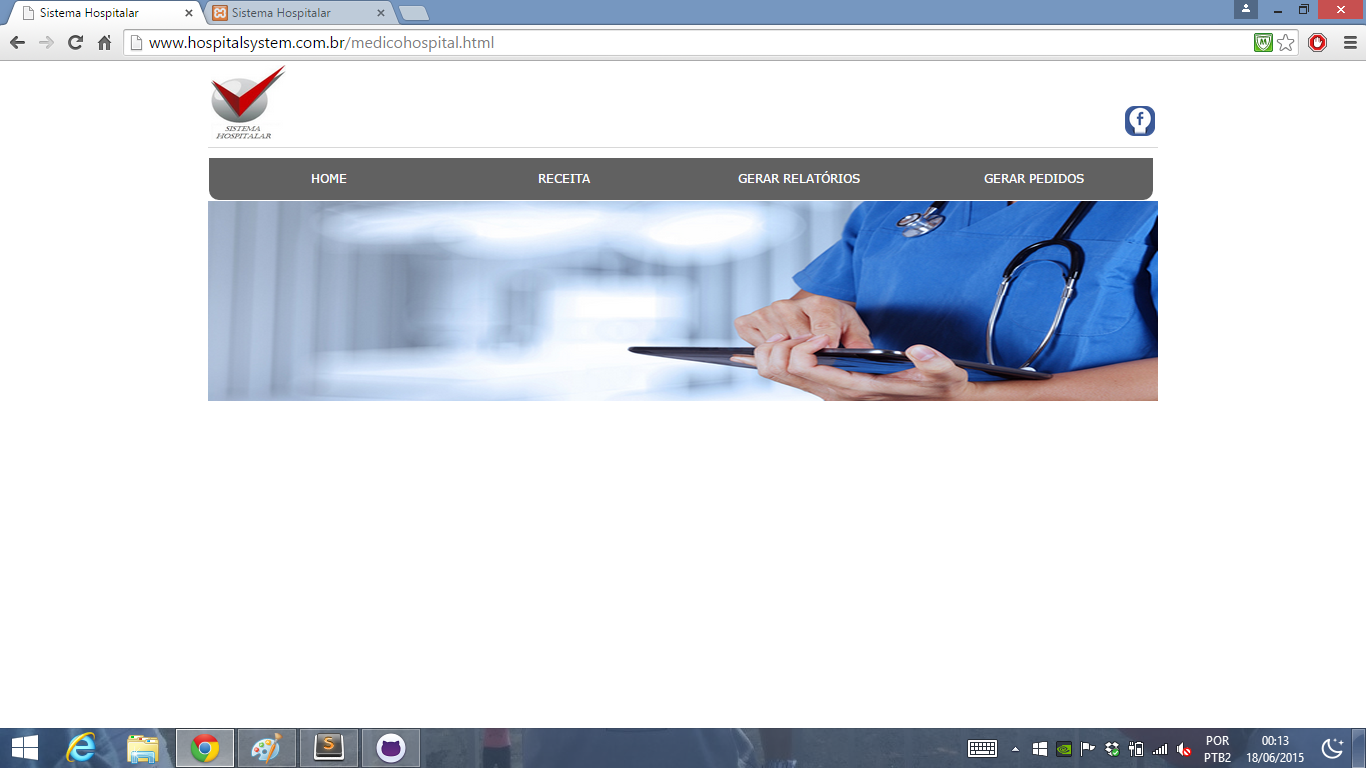 Sistema Hospitalar
Sistema Hospitalar
www.hospitalsystem.com.br/medicohospital.html
SISTEMA
HOSPITALAR
HOME RECEITA GERAR RELATÓRIOS GERAR PEDIDOS
POR 00:13
PTB2 18/06/2015